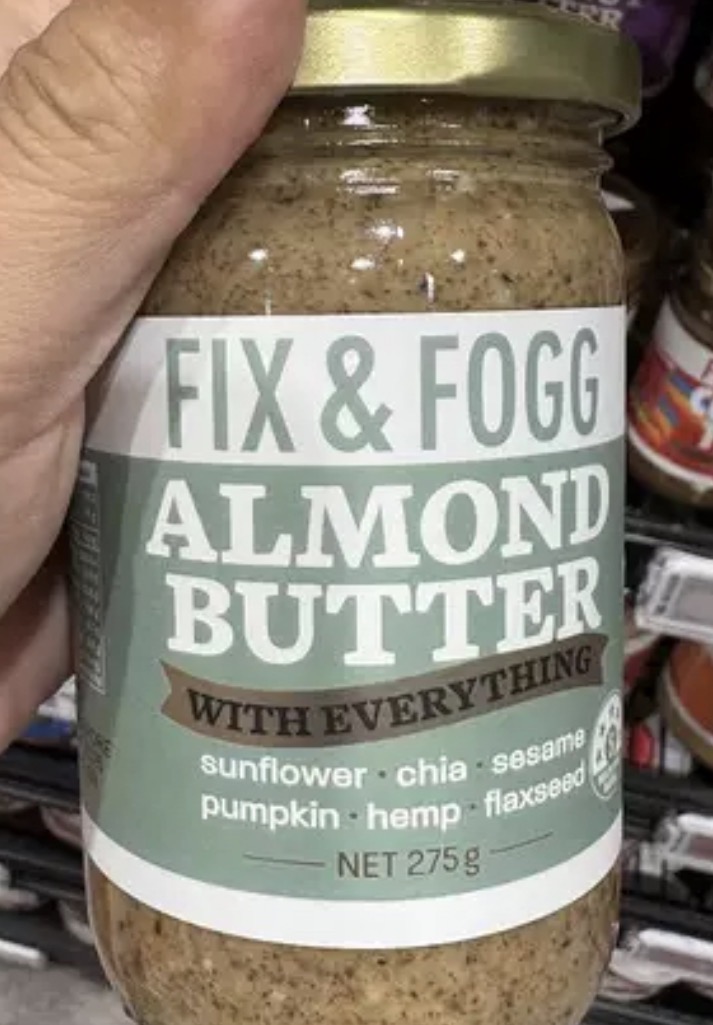 FIX & FOGG
ALMOND
BUTTER
WITH EVERYTHING
sunflower · chia · sesame
pumpkin · hemp · flaxseed
NET 275g